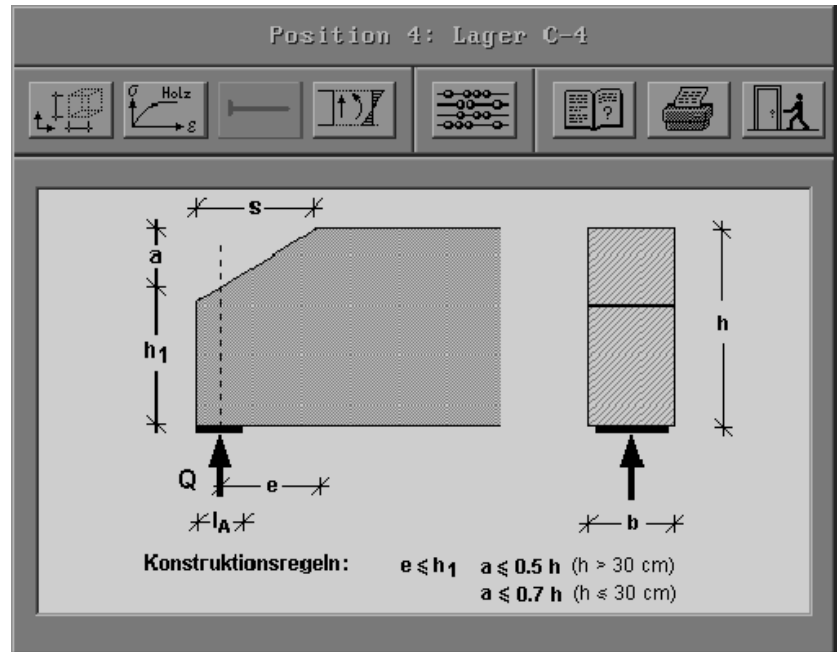 Position 4: Lager C-4
σ Holz
ε
?
s
a
h1
h
Q
e
lA
b
Konstruktionsregeln: e ⩽ h1 a ⩽ 0.5 h (h > 30 cm)
a ⩽ 0.7 h (h ⩽ 30 cm)